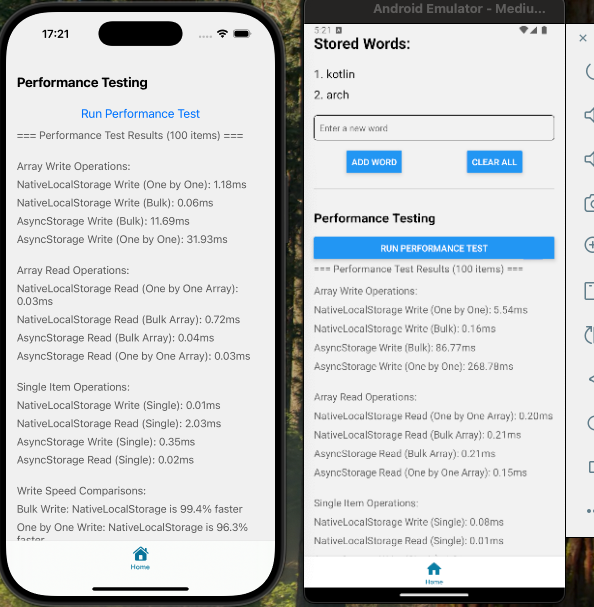 17:21
Performance Testing
Run Performance Test
=== Performance Test Results (100 items) ===
Array Write Operations:
NativeLocalStorage Write (One by One): 1.18ms
NativeLocalStorage Write (Bulk): 0.06ms
AsyncStorage Write (Bulk): 11.69ms
AsyncStorage Write (One by One): 31.93ms
Array Read Operations:
NativeLocalStorage Read (One by One Array):
0.03ms
NativeLocalStorage Read (Bulk Array): 0.72ms
AsyncStorage Read (Bulk Array): 0.04ms
AsyncStorage Read (One by One Array): 0.03ms
Single Item Operations:
NativeLocalStorage Write (Single): 0.01ms
NativeLocalStorage Read (Single): 2.03ms
AsyncStorage Write (Single): 0.35ms
AsyncStorage Read (Single): 0.02ms
Write Speed Comparisons:
Bulk Write: NativeLocalStorage is 99.4% faster
One by One Write: NativeLocalStorage is 96.3%
faster
Home
Android Emulator - Mediu...
5:21
Stored Words:
1. kotlin
2. arch
Enter a new word
ADD WORD
CLEAR ALL
Performance Testing
RUN PERFORMANCE TEST
=== Performance Test Results (100 items) ===
Array Write Operations:
NativeLocalStorage Write (One by One): 5.54ms
NativeLocalStorage Write (Bulk): 0.16ms
AsyncStorage Write (Bulk): 86.77ms
AsyncStorage Write (One by One): 268.78ms
Array Read Operations:
NativeLocalStorage Read (One by One Array): 0.20ms
NativeLocalStorage Read (Bulk Array): 0.21ms
AsyncStorage Read (Bulk Array): 0.21ms
AsyncStorage Read (One by One Array): 0.15ms
Single Item Operations:
NativeLocalStorage Write (Single): 0.08ms
NativeLocalStorage Read (Single): 0.01ms
Home